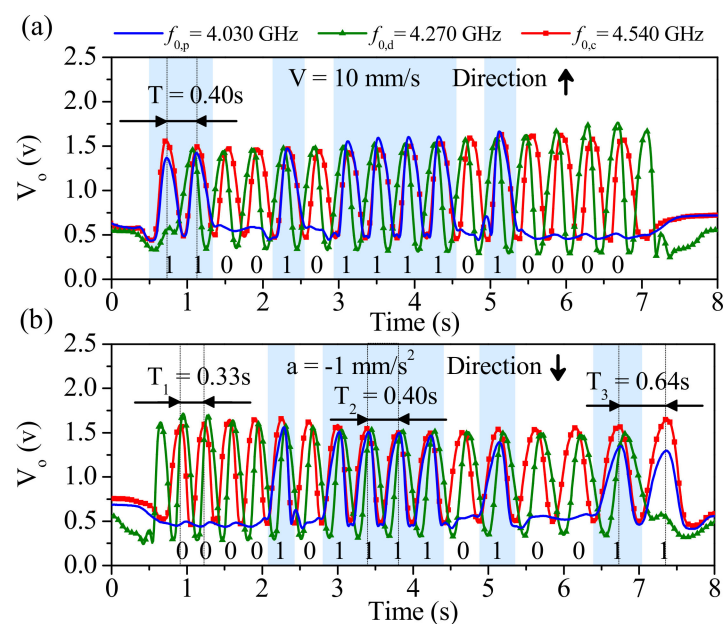 (a)
f0,p = 4.030 GHz f0,d = 4.270 GHz f0,c = 4.540 GHz
V = 10 mm/s Direction
T = 0.40s
Vo (v)
2.5
2.0
1.5
1.0
0.5
0.0
1 1 0 0 1 0 1 1 1 1 0 1 0 0 0 0
0 1 2 3 4 5 6 7 8
Time (s)
(b)
a = -1 mm/s² Direction
T1 = 0.33s
T2 = 0.40s
T3 = 0.64s
Vo (v)
2.5
2.0
1.5
1.0
0.5
0.0
0 0 0 0 1 0 1 1 1 1 0 1 0 0 1 1
0 1 2 3 4 5 6 7 8
Time (s)